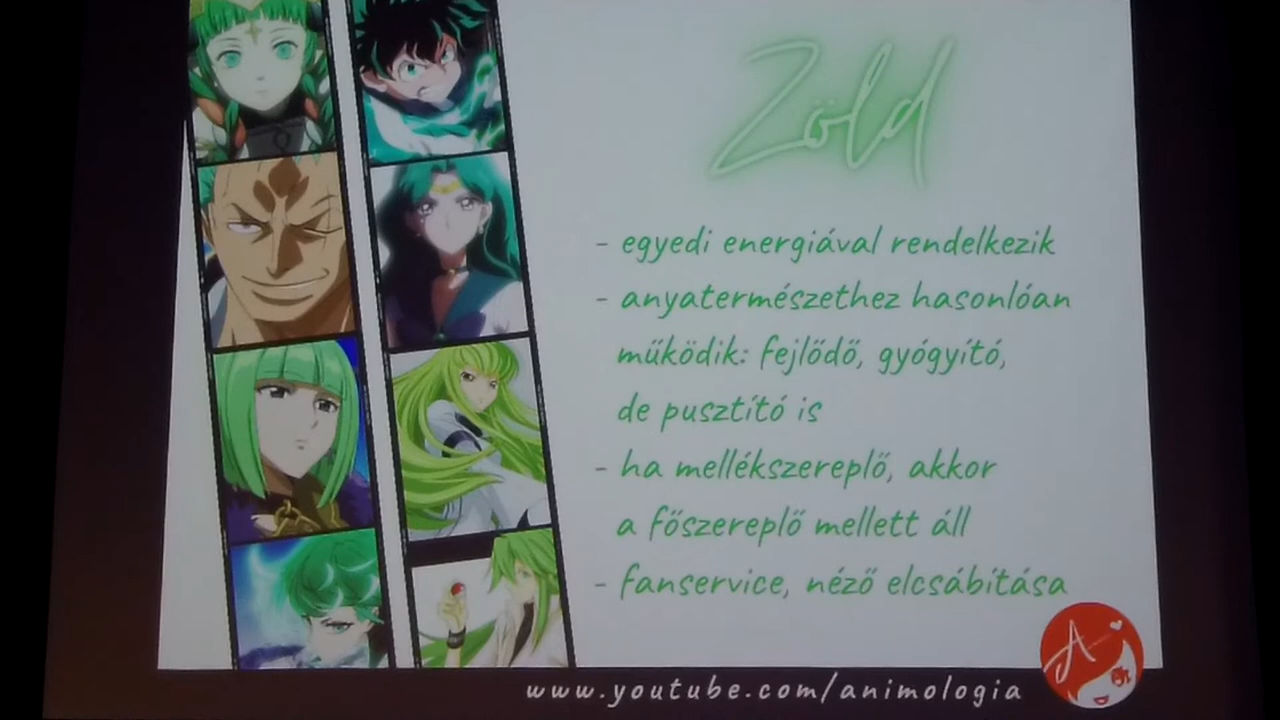 Zöld
- egyedi energiával rendelkezik
- anyatermészethez hasonlóan
működik: fejlődő, gyógyító,
de pusztító is
- ha mellékszereplő, akkor
a főszereplő mellett áll
- fanservice, néző elcsábítása
www.youtube.com/animologia
A